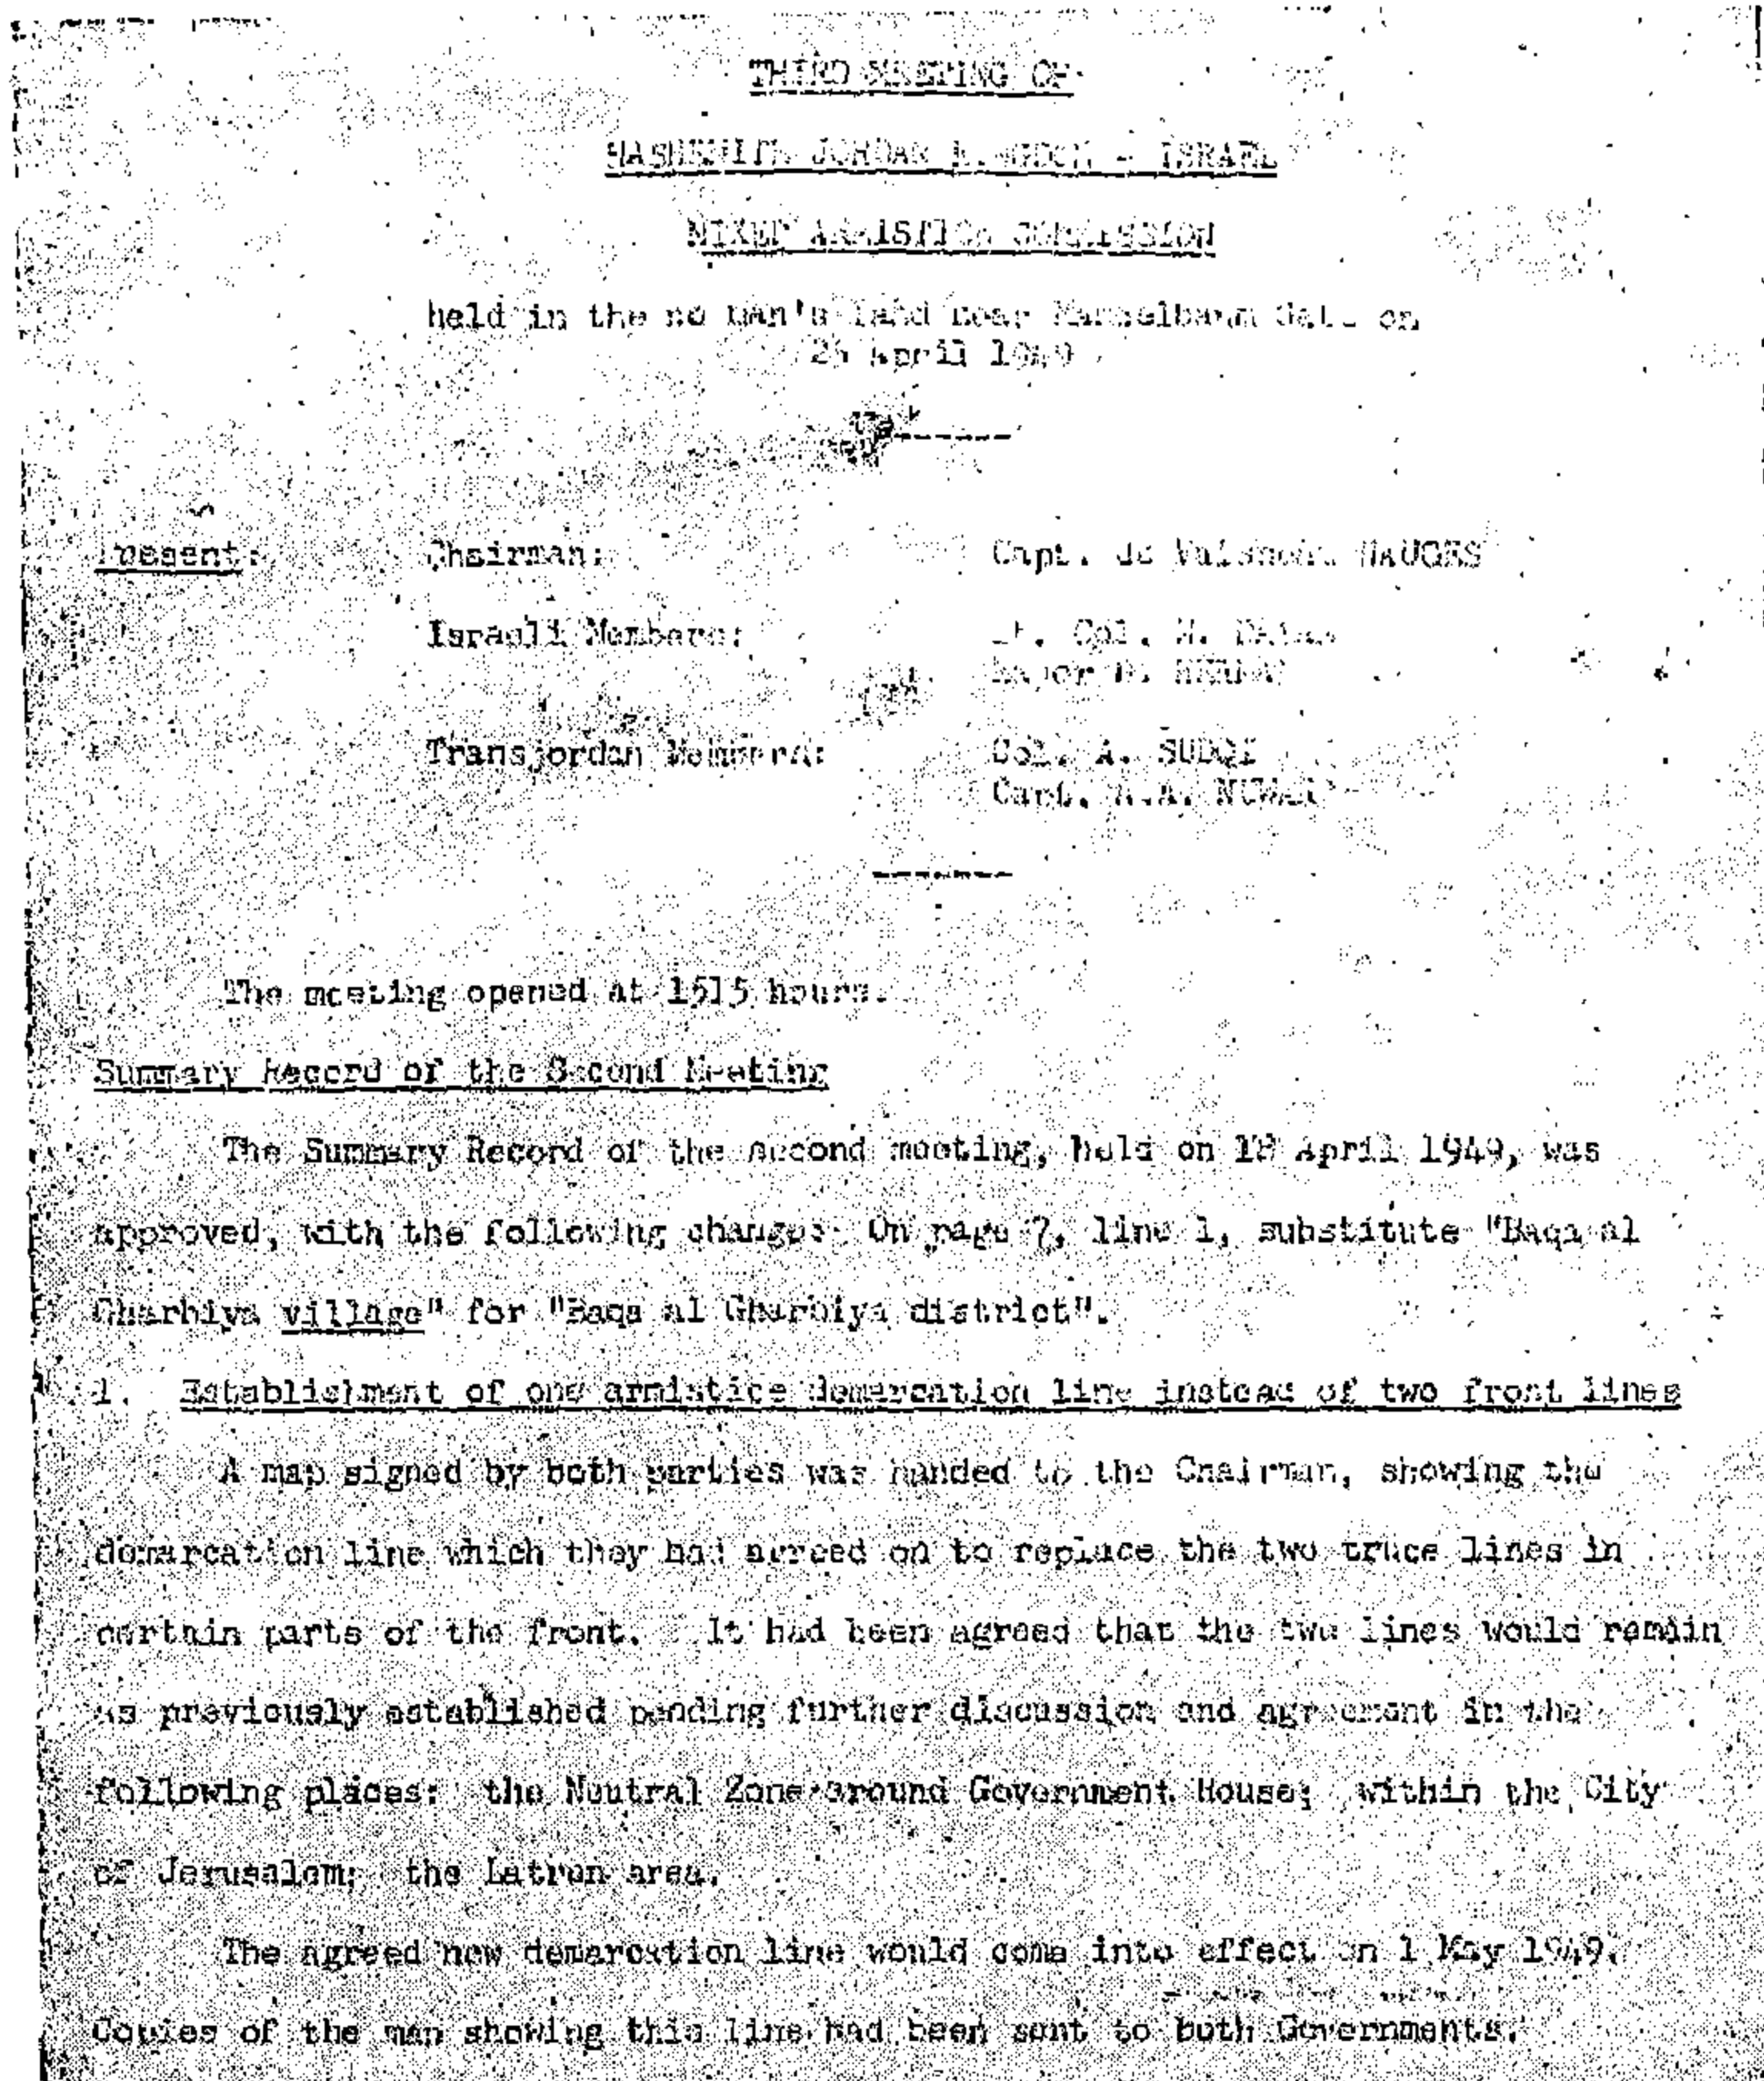 THIRD MEETING OF
HASHEMITE JORDAN KINGDOM - ISRAEL
MIXED ARMISTICE COMMISSION
held in the no man's land near Mandelbaum Gate on
April 1949
Present: Chairman: Capt. de MAUGES
Israeli Members: Lt. Col. M.
Major H.
Transjordan Members: Col. A. SUDQI
Capt. A.A.
The meeting opened at 1515 hours.
Summary Record of the Second Meeting
The Summary Record of the second meeting, held on 18 April 1949, was
approved, with the following change: On page 7, line 1, substitute "Baqa al
Gharbiya village" for "Baqa al Gharbiya district".
1. Establishment of one armistice demarcation line instead of two front lines
A map signed by both parties was handed to the Chairman, showing the
demarcation line which they had agreed on to replace the two truce lines in
certain parts of the front. It had been agreed that the two lines would remain
as previously established pending further discussion and agreement in the
following places: the Neutral Zone around Government House; within the City
of Jerusalem; the Latrun area.
The agreed new demarcation line would come into effect on 1 May 1949.
Copies of the map showing this line had been sent to both Governments.